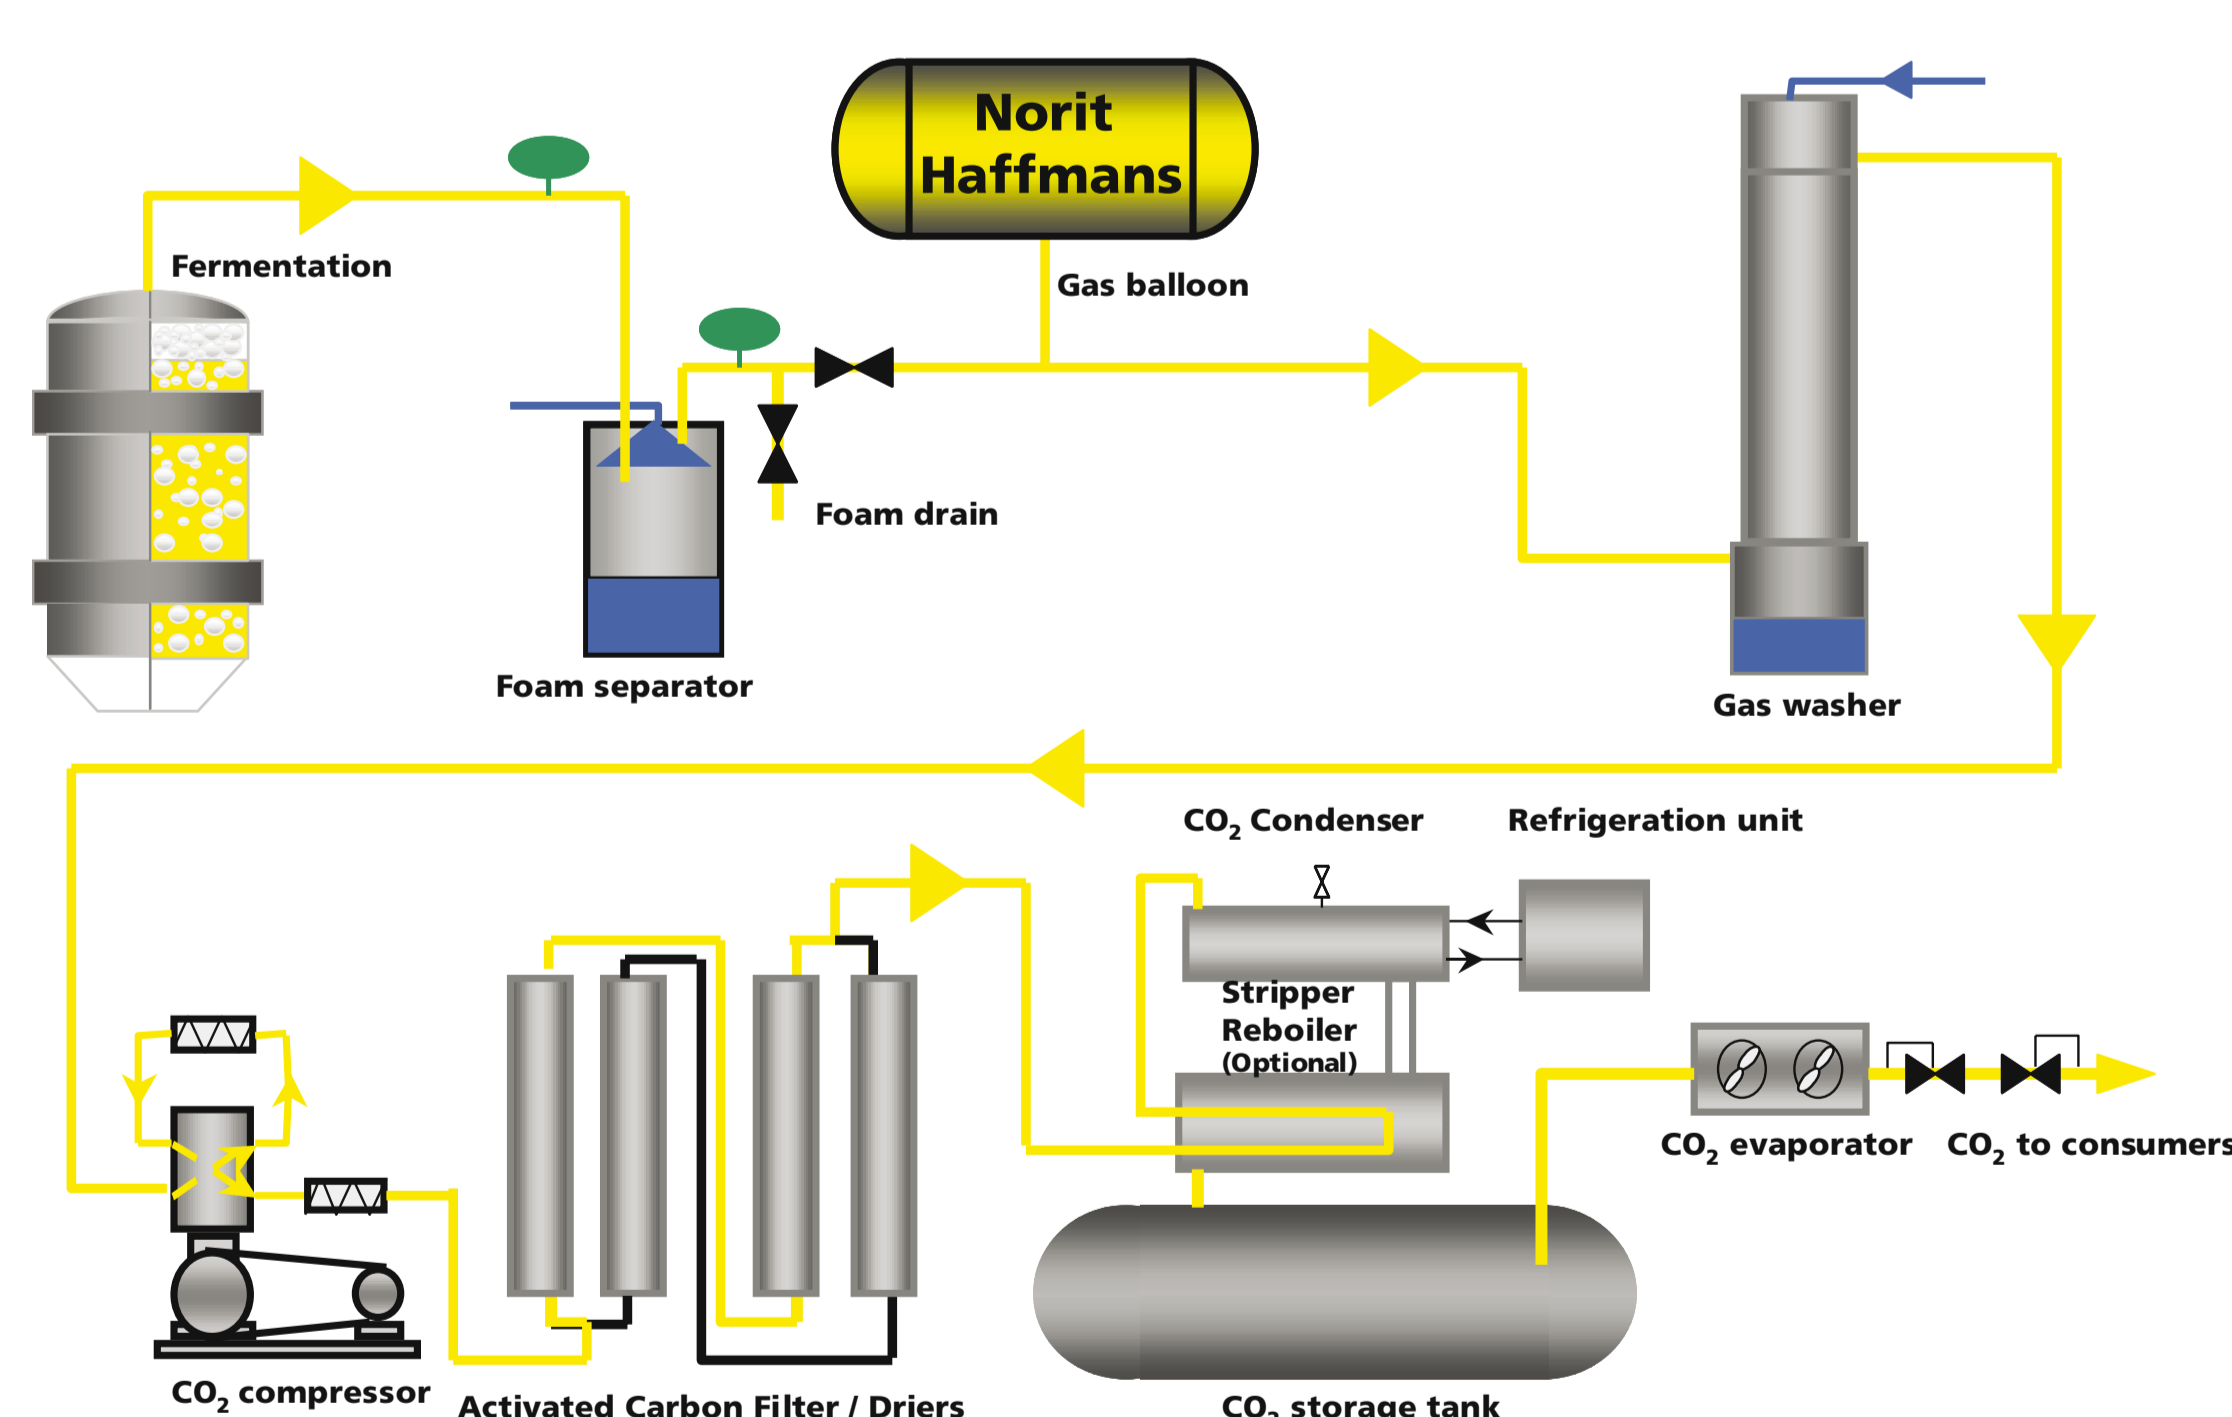 Norit
Haffmans
Fermentation
Gas balloon
Foam drain
Foam separator
Gas washer
CO₂ Condenser
Refrigeration unit
Stripper
Reboiler
(Optional)
CO₂ evaporator
CO₂ to consumers
CO₂ compressor
Activated Carbon Filter / Driers
CO₂ storage tank